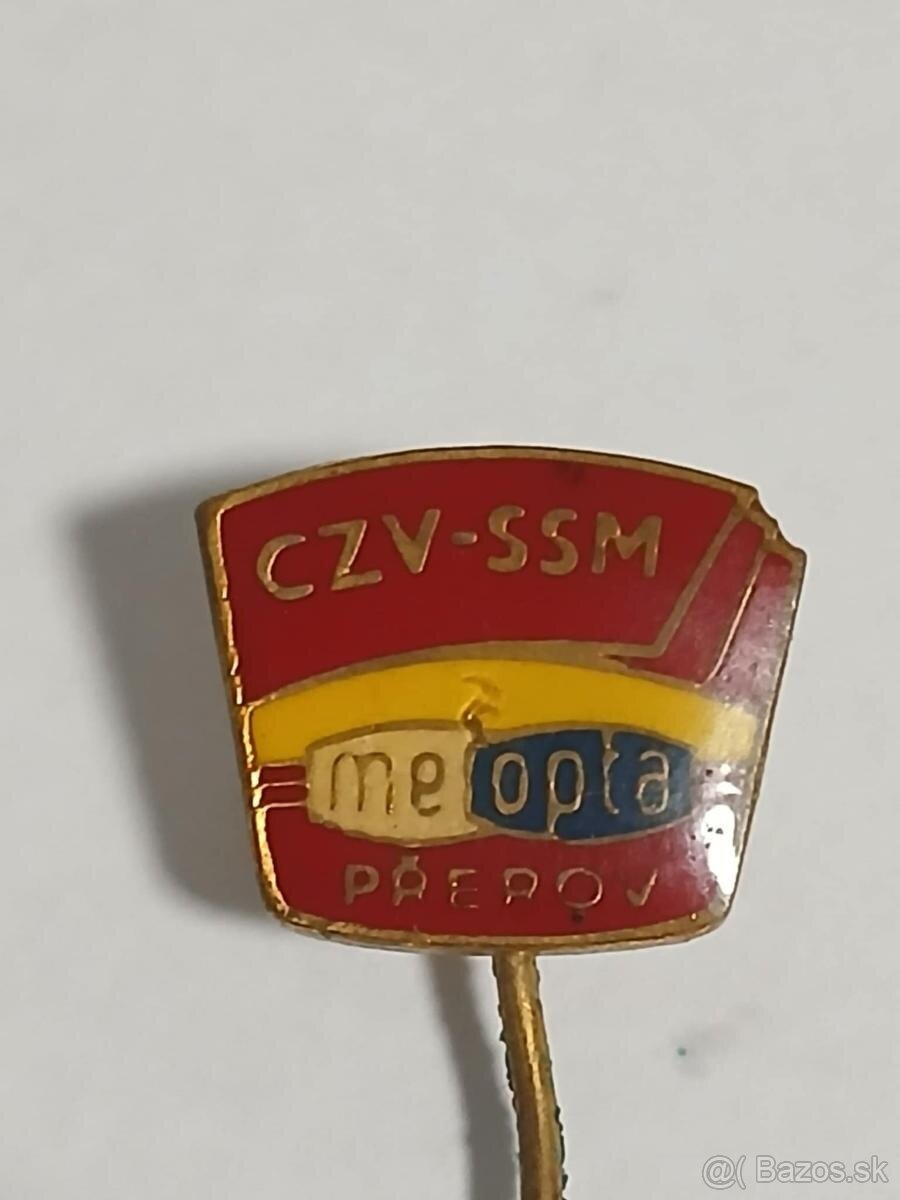 CZV-SSM
meopta
PŘEROV
@( Bazos.sk